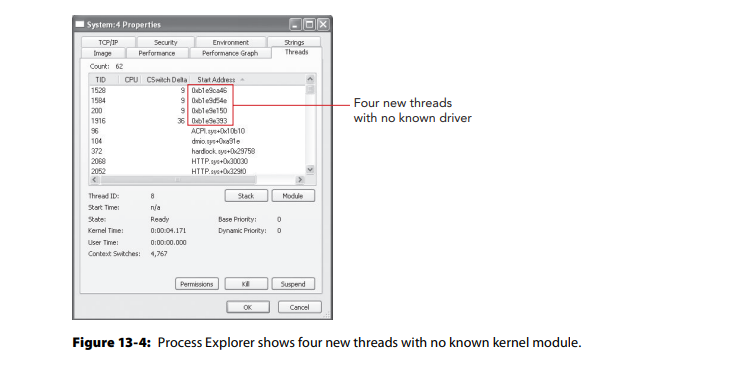 System:4 Properties
TCP/IP Security Environment Strings
Image Performance Performance Graph Threads
Count: 62
TID CPU CSwitch Delta Start Address
1528 9 0xb1e9ca46
1584 9 0xb1e9d54e
200 9 0xb1e9e150
1916 36 0xb1e9e393
96 ACPI.sys+0x10b10
104 dmio.sys+0xa91e
372 hardlock.sys+0x29758
2068 HTTP.sys+0x30030
2052 HTTP.sys+0x329f0
Four new threads
with no known driver
Thread ID: 8 Stack Module
Start Time: n/a
State: Ready Base Priority: 0
Kernel Time: 0:00:04.171 Dynamic Priority: 0
User Time: 0:00:00.000
Context Switches: 4,767
Permissions Kill Suspend
OK Cancel
Figure 13-4: Process Explorer shows four new threads with no known kernel module.